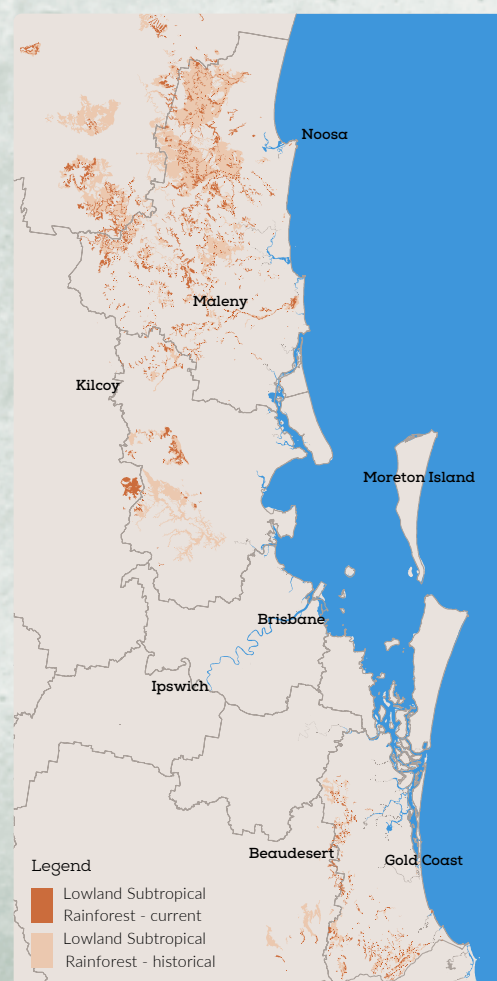 Noosa
Maleny
Kilcoy
Moreton Island
Brisbane
Ipswich
Beaudesert
Gold Coast
Legend
Lowland Subtropical
Rainforest - current
Lowland Subtropical
Rainforest - historical